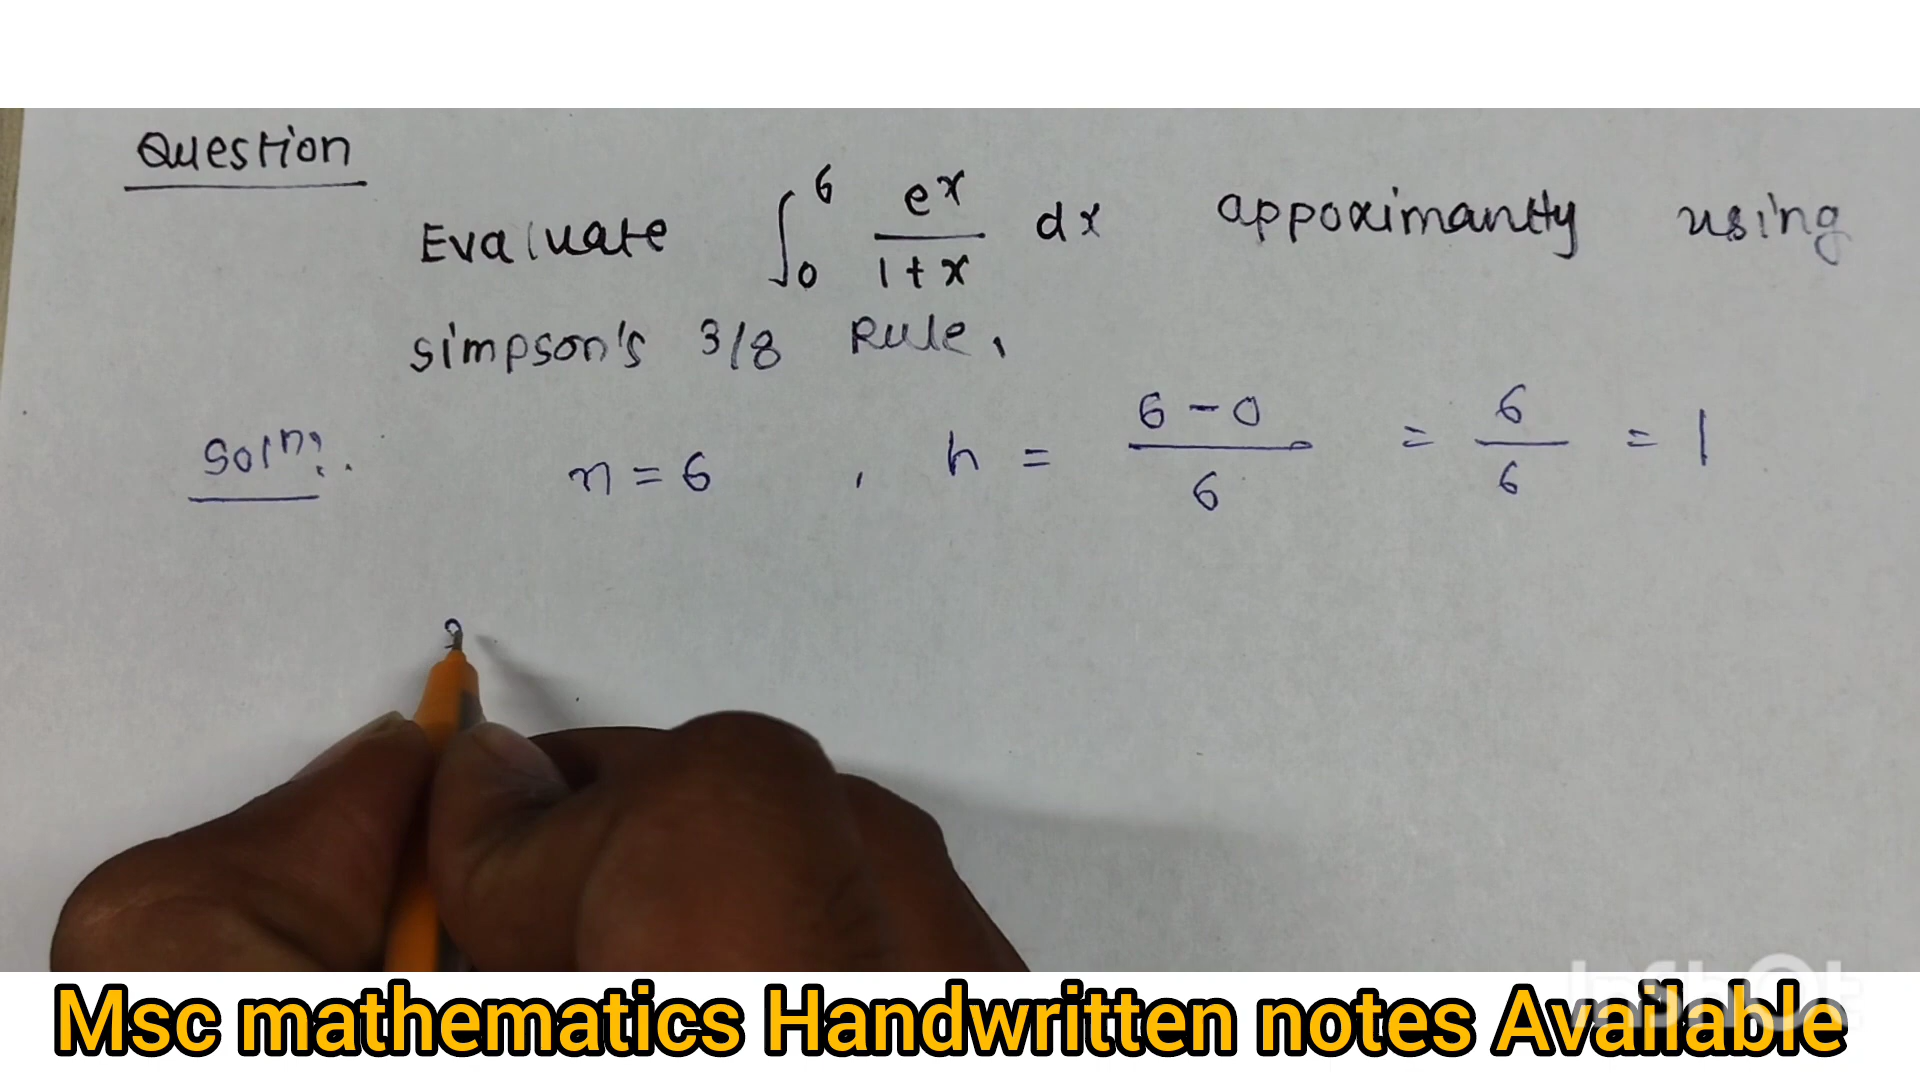 Question
Evaluate ∫₀⁶ eˣ/(1+x) dx appoximantly using
simpson's 3/8 Rule.
Soln:.   n = 6 , h = (6 - 0)/6 = 6/6 = 1
InShot
Msc mathematics Handwritten notes Available